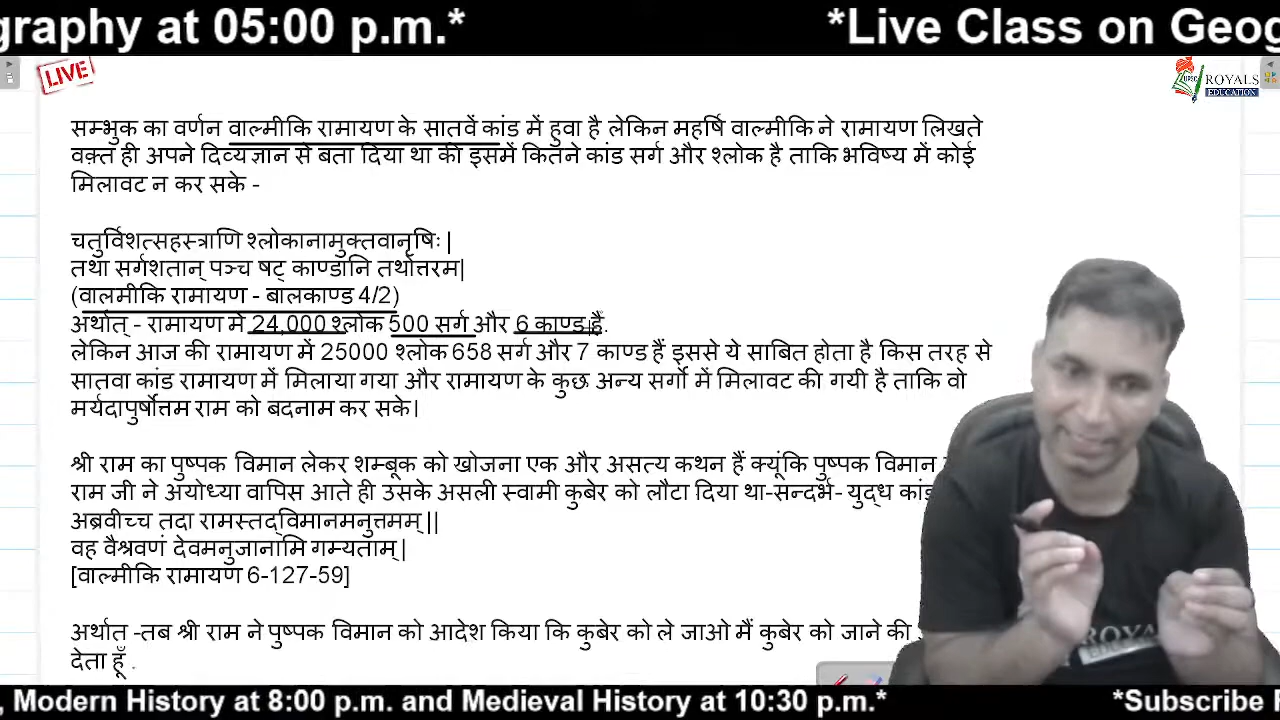 ography at 05:00 p.m.* *Live Class on Geog
LIVE
ROYALS
EDUCATION
सम्भुक का वर्णन वाल्मीकि रामायण के सातवें कांड में हुवा है लेकिन महर्षि वाल्मीकि ने रामायण लिखते
वक़्त ही अपने दिव्यज्ञान से बता दिया था की इसमें कितने कांड सर्ग और श्लोक है ताकि भविष्य में कोई
मिलावट न कर सके -
चतुर्विशत्सहस्त्राणि श्लोकानामुक्तवानृषिः |
तथा सर्गशतान् पञ्च षट् काण्डानि तथोत्तरम|
(वालमीकि रामायण - बालकाण्ड 4/2)
अर्थात् - रामायण मे 24,000 श्लोक 500 सर्ग और 6 काण्ड हैं.
लेकिन आज की रामायण में 25000 श्लोक 658 सर्ग और 7 काण्ड हैं इससे ये साबित होता है किस तरह से
सातवा कांड रामायण में मिलाया गया और रामायण के कुछ अन्य सर्गो में मिलावट की गयी है ताकि वो
मर्यदापुर्षोत्तम राम को बदनाम कर सके।
श्री राम का पुष्पक विमान लेकर शम्बूक को खोजना एक और असत्य कथन हैं क्यूंकि पुष्पक विमान
राम जी ने अयोध्या वापिस आते ही उसके असली स्वामी कुबेर को लौटा दिया था-सन्दर्भ- युद्ध कांड
अब्रवीच्च तदा रामस्तद्विमानमनुत्तमम् ||
वह वैश्रवणं देवमनुजानामि गम्यताम् |
[वाल्मीकि रामायण 6-127-59]
अर्थात -तब श्री राम ने पुष्पक विमान को आदेश किया कि कुबेर को ले जाओ मैं कुबेर को जाने की
देता हूँ .
, Modern History at 8:00 p.m. and Medieval History at 10:30 p.m.* *Subscribe